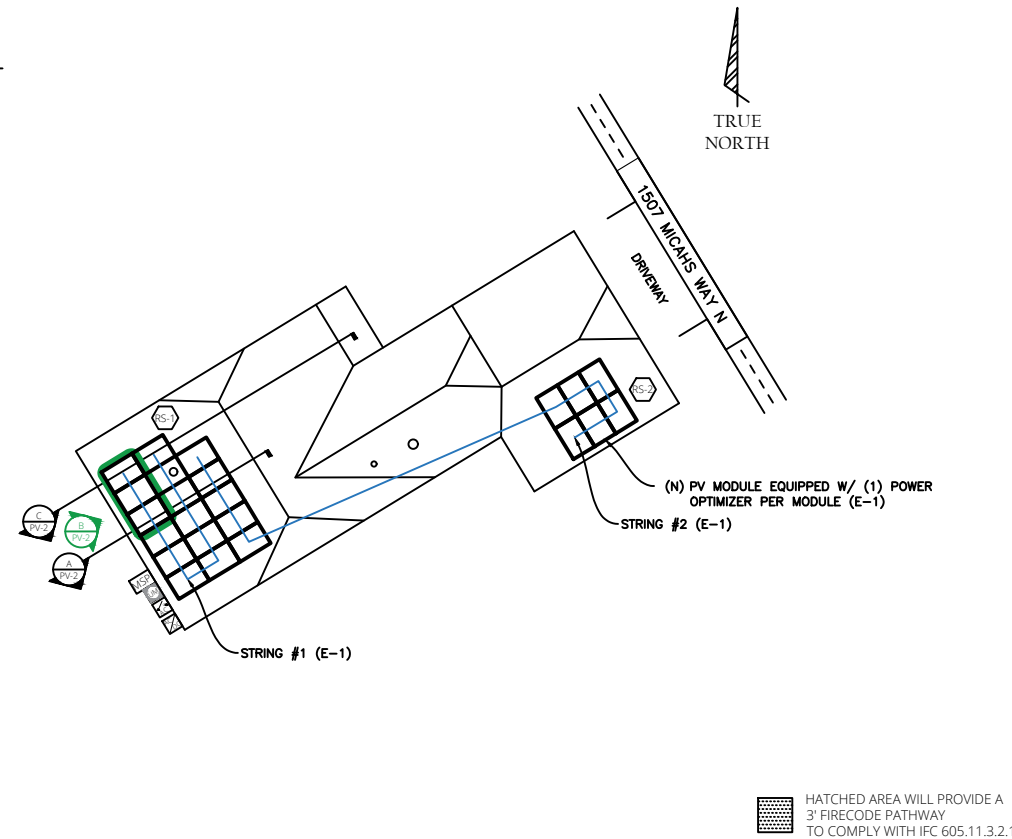 TRUE
NORTH
1507 MICAHS WAY N
DRIVEWAY
RS-1
RS-2
(N) PV MODULE EQUIPPED W/ (1) POWER
OPTIMIZER PER MODULE (E-1)
STRING #2 (E-1)
C
PV-2
B
PV-2
A
PV-2
MSP
STRING #1 (E-1)
HATCHED AREA WILL PROVIDE A
3' FIRECODE PATHWAY
TO COMPLY WITH IFC 605.11.3.2.1